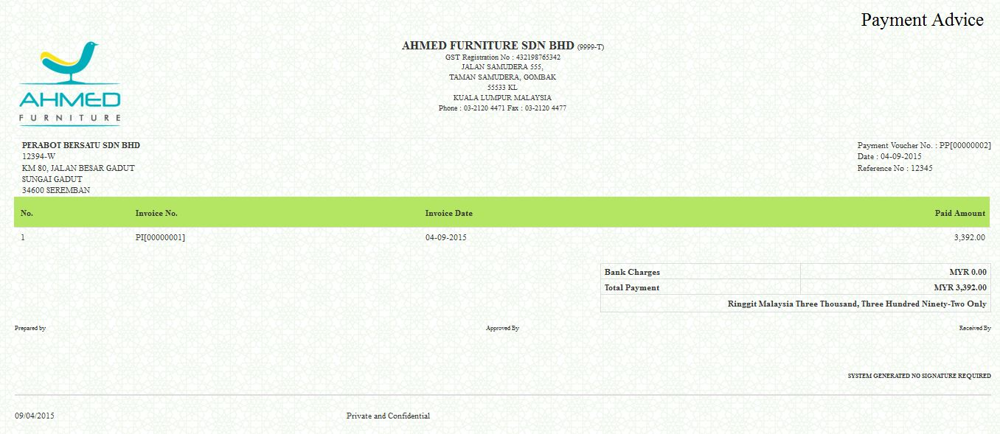 Payment Advice
AHMED
FURNITURE
AHMED FURNITURE SDN BHD (9999-T)
GST Registration No : 432198765342
JALAN SAMUDERA 555,
TAMAN SAMUDERA, GOMBAK
55533 KL
KUALA LUMPUR MALAYSIA
Phone : 03-2120 4471 Fax : 03-2120 4477
PERABOT BERSATU SDN BHD
12394-W
KM 80, JALAN BESAR GADUT
SUNGAI GADUT
34600 SEREMBAN
Payment Voucher No. : PP[00000002]
Date : 04-09-2015
Reference No : 12345
No. Invoice No. Invoice Date Paid Amount
1 PI[00000001] 04-09-2015 3,392.00
Bank Charges MYR 0.00
Total Payment MYR 3,392.00
Ringgit Malaysia Three Thousand, Three Hundred Ninety-Two Only
Prepared by Approved By Received By
SYSTEM GENERATED NO SIGNATURE REQUIRED
09/04/2015 Private and Confidential